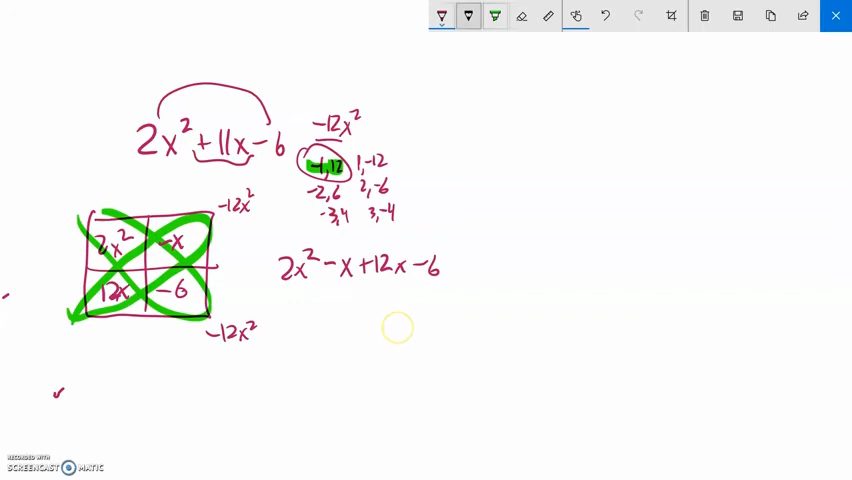 2x² + 11x - 6
-12x²
-1, 12 1, -12
-2, 6 2, -6
-3, 4 3, -4
-12x²
2x² -x
12x -6
-12x²
2x² - x + 12x - 6
RECORDED WITH
SCREENCAST MATIC